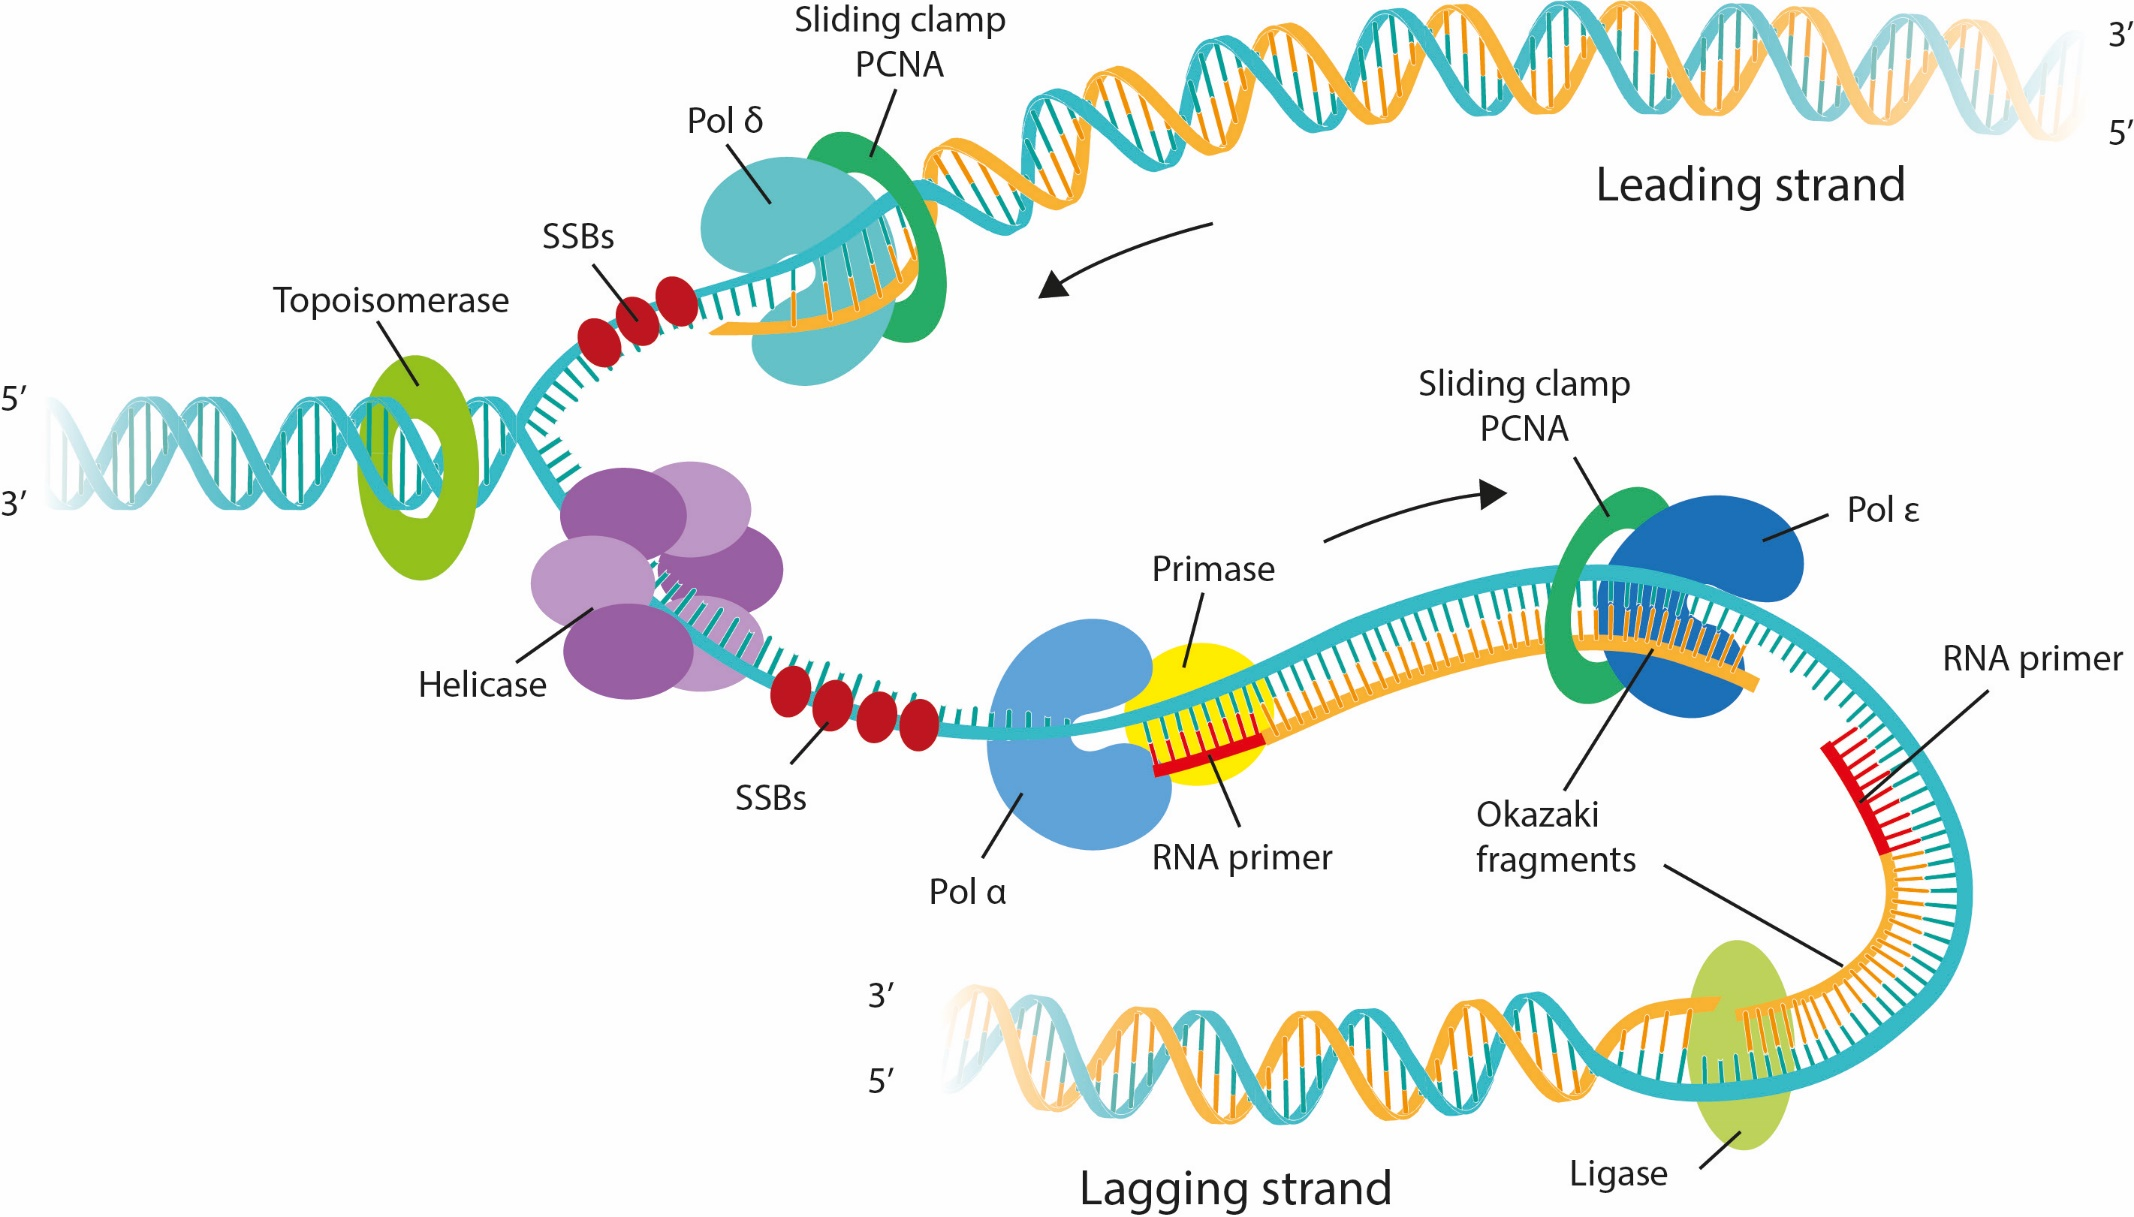 Sliding clamp
PCNA
3′
5′
Pol δ
Leading strand
SSBs
Topoisomerase
5′
3′
Sliding clamp
PCNA
Pol ε
Primase
RNA primer
Helicase
SSBs
Okazaki
fragments
RNA primer
Pol α
3′
5′
Ligase
Lagging strand